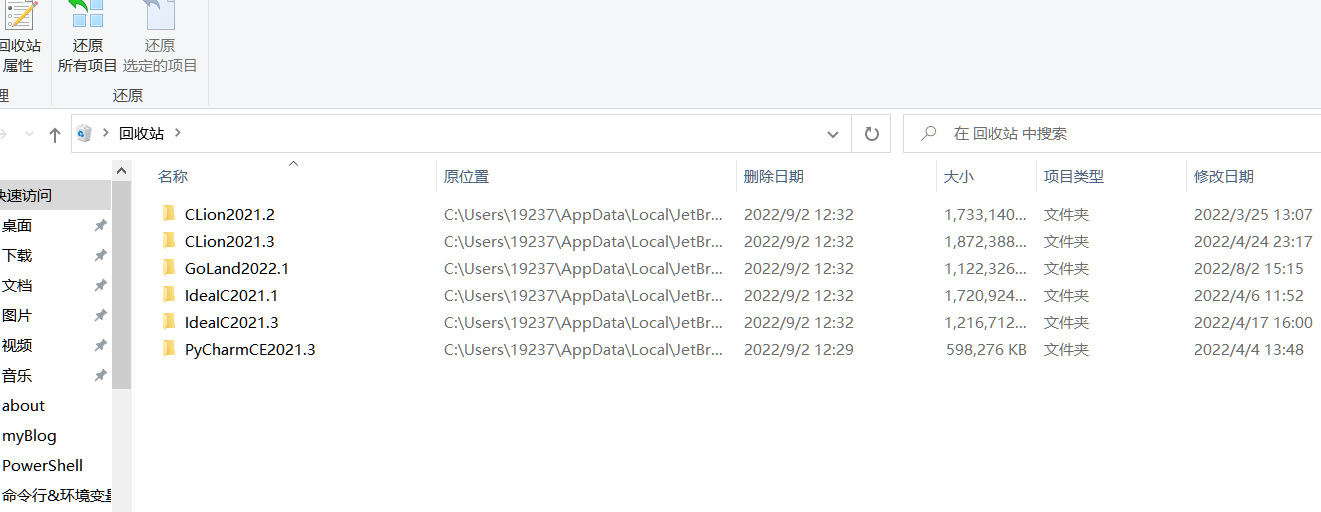 回收站
属性
理
还原
所有项目
还原
选定的项目
还原
回收站
在 回收站 中搜索
快速访问
桌面
下载
文档
图片
视频
音乐
about
myBlog
PowerShell
命令行&环境变量
名称 原位置 删除日期 大小 项目类型 修改日期
CLion2021.2 C:\Users\19237\AppData\Local\JetBr... 2022/9/2 12:32 1,733,140... 文件夹 2022/3/25 13:07
CLion2021.3 C:\Users\19237\AppData\Local\JetBr... 2022/9/2 12:32 1,872,388... 文件夹 2022/4/24 23:17
GoLand2022.1 C:\Users\19237\AppData\Local\JetBr... 2022/9/2 12:32 1,122,326... 文件夹 2022/8/2 15:15
IdeaIC2021.1 C:\Users\19237\AppData\Local\JetBr... 2022/9/2 12:32 1,720,924... 文件夹 2022/4/6 11:52
IdeaIC2021.3 C:\Users\19237\AppData\Local\JetBr... 2022/9/2 12:32 1,216,712... 文件夹 2022/4/17 16:00
PyCharmCE2021.3 C:\Users\19237\AppData\Local\JetBr... 2022/9/2 12:29 598,276 KB 文件夹 2022/4/4 13:48